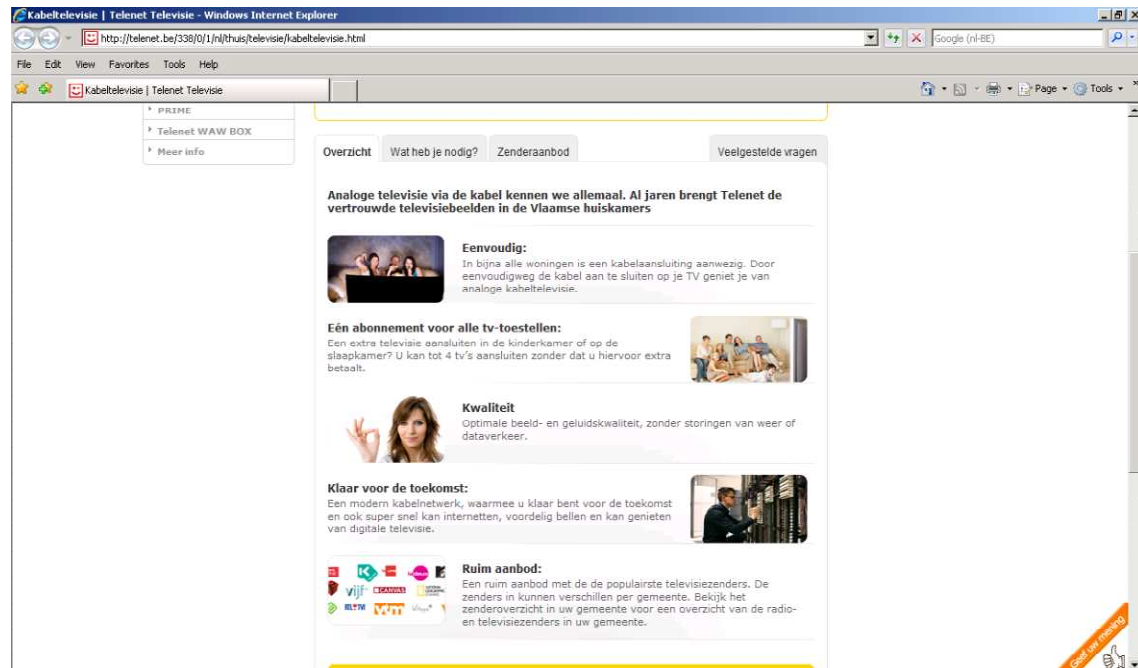 Kabeltelevisie | Telenet Televisie - Windows Internet Explorer
http://telenet.be/338/0/1/nl/thuis/televisie/kabeltelevisie.html
Google (nl-BE)
File Edit View Favorites Tools Help
Kabeltelevisie | Telenet Televisie
Page Tools
PRIME
Telenet WAW BOX
Meer info
Overzicht Wat heb je nodig? Zenderaanbod Veelgestelde vragen
Analoge televisie via de kabel kennen we allemaal. Al jaren brengt Telenet de
vertrouwde televisiebeelden in de Vlaamse huiskamers
Eenvoudig:
In bijna alle woningen is een kabelaansluiting aanwezig. Door
eenvoudigweg de kabel aan te sluiten op je TV geniet je van
analoge kabeltelevisie.
Eén abonnement voor alle tv-toestellen:
Een extra televisie aansluiten in de kinderkamer of op de
slaapkamer? U kan tot 4 tv's aansluiten zonder dat u hiervoor extra
betaalt.
Kwaliteit
Optimale beeld- en geluidskwaliteit, zonder storingen van weer of
dataverkeer.
Klaar voor de toekomst:
Een modern kabelnetwerk, waarmee u klaar bent voor de toekomst
en ook super snel kan internetten, voordelig bellen en kan genieten
van digitale televisie.
Ruim aanbod:
Een ruim aanbod met de de populairste televisiezenders. De
zenders in kunnen verschillen per gemeente. Bekijk het
zenderoverzicht in uw gemeente voor een overzicht van de radio-
en televisiezenders in uw gemeente.
vijf CANVAS NATIONAL GEOGRAPHIC
vtm
Geef uw mening